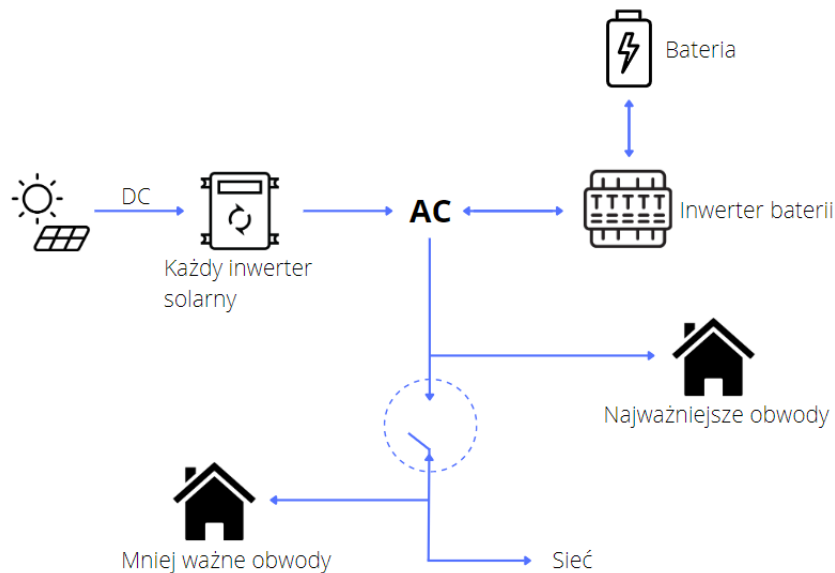 Bateria
DC
AC
Inwerter baterii
Każdy inwerter
solarny
Najważniejsze obwody
Mniej ważne obwody
Sieć